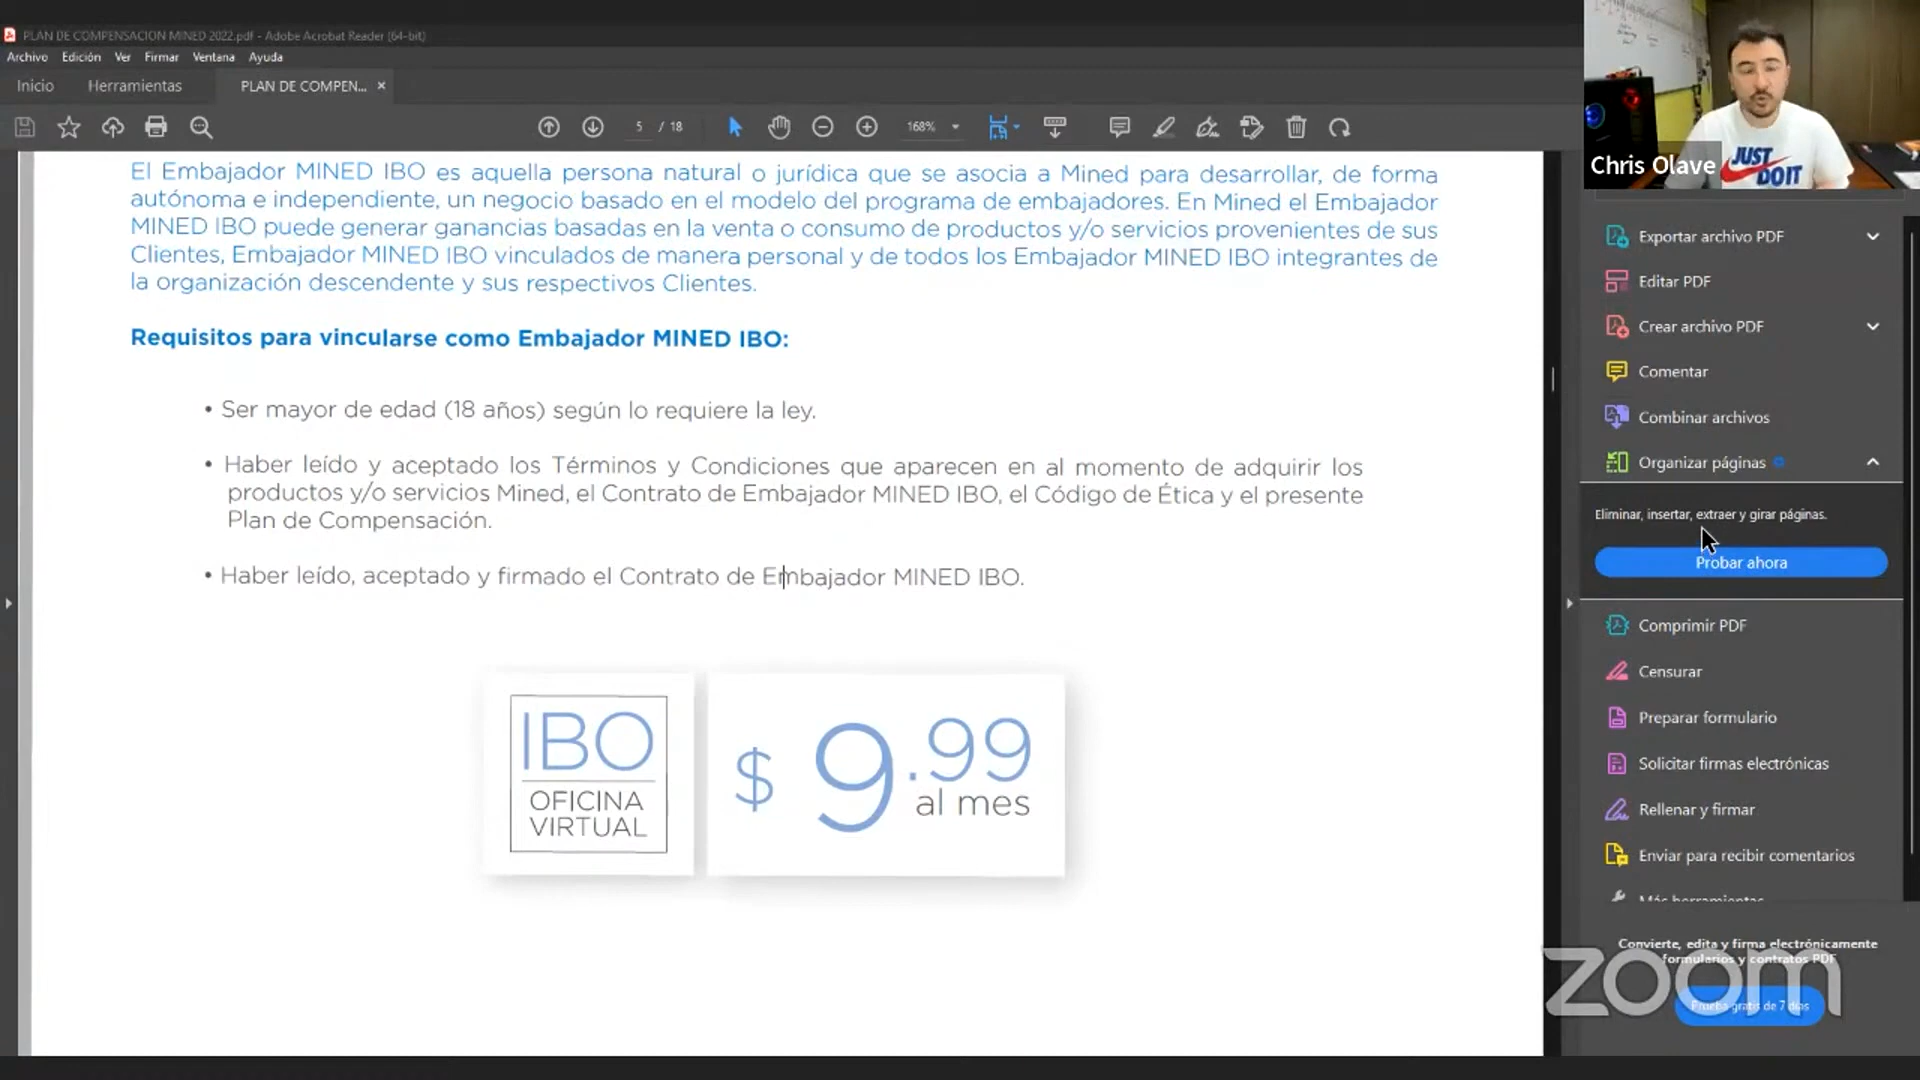 PLAN DE COMPENSACION MINED 2022.pdf - Adobe Acrobat Reader (64-bit)
Archivo Edición Ver Firmar Ventana Ayuda
Inicio Herramientas PLAN DE COMPEN... ×
5 / 18 168%
El Embajador MINED IBO es aquella persona natural o jurídica que se asocia a Mined para desarrollar, de forma
autónoma e independiente, un negocio basado en el modelo del programa de embajadores. En Mined el Embajador
MINED IBO puede generar ganancias basadas en la venta o consumo de productos y/o servicios provenientes de sus
Clientes, Embajador MINED IBO vinculados de manera personal y de todos los Embajador MINED IBO integrantes de
la organización descendente y sus respectivos Clientes.
Requisitos para vincularse como Embajador MINED IBO:
• Ser mayor de edad (18 años) según lo requiere la ley.
• Haber leído y aceptado los Términos y Condiciones que aparecen en al momento de adquirir los
productos y/o servicios Mined, el Contrato de Embajador MINED IBO, el Código de Ética y el presente
Plan de Compensación.
• Haber leído, aceptado y firmado el Contrato de Embajador MINED IBO.
IBO
OFICINA
VIRTUAL
$ 9.99
al mes
Chris Olave
JUST
DO IT
Exportar archivo PDF
Editar PDF
Crear archivo PDF
Comentar
Combinar archivos
Organizar páginas
Eliminar, insertar, extraer y girar páginas.
Probar ahora
Comprimir PDF
Censurar
Preparar formulario
Solicitar firmas electrónicas
Rellenar y firmar
Enviar para recibir comentarios
Más herramientas
Convierte, edita y firma electrónicamente
formularios y contratos PDF
Prueba gratis de 7 días
zoom